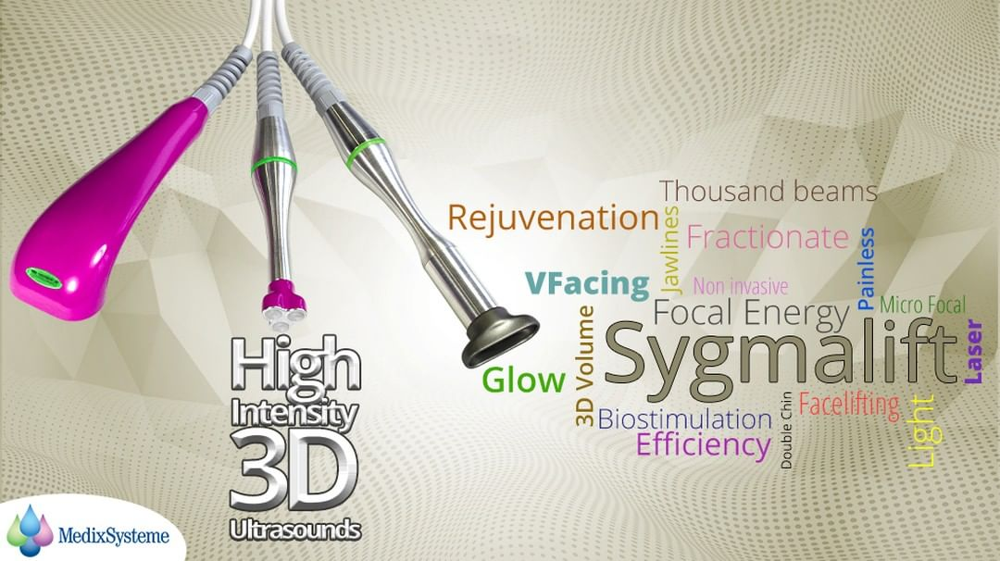 Thousand beams
Rejuvenation
Jawlines
Fractionate
Painless
VFacing
Non invasive
Focal Energy
Micro Focal
3D Volume
Sygmalift
Laser
Glow
Biostimulation
Double Chin
Facelifting
Light
Efficiency
High
Intensity
3D
Ultrasounds
MedixSysteme